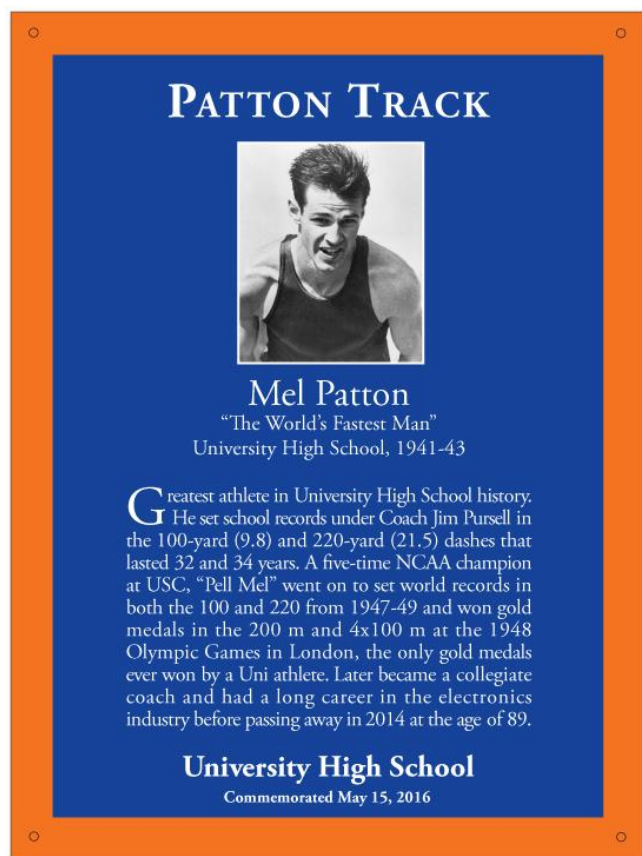 PATTON TRACK
Mel Patton
“The World’s Fastest Man”
University High School, 1941-43
Greatest athlete in University High School history.
He set school records under Coach Jim Pursell in
the 100-yard (9.8) and 220-yard (21.5) dashes that
lasted 32 and 34 years. A five-time NCAA champion
at USC, “Pell Mel” went on to set world records in
both the 100 and 220 from 1947-49 and won gold
medals in the 200 m and 4x100 m at the 1948
Olympic Games in London, the only gold medals
ever won by a Uni athlete. Later became a collegiate
coach and had a long career in the electronics
industry before passing away in 2014 at the age of 89.
University High School
Commemorated May 15, 2016